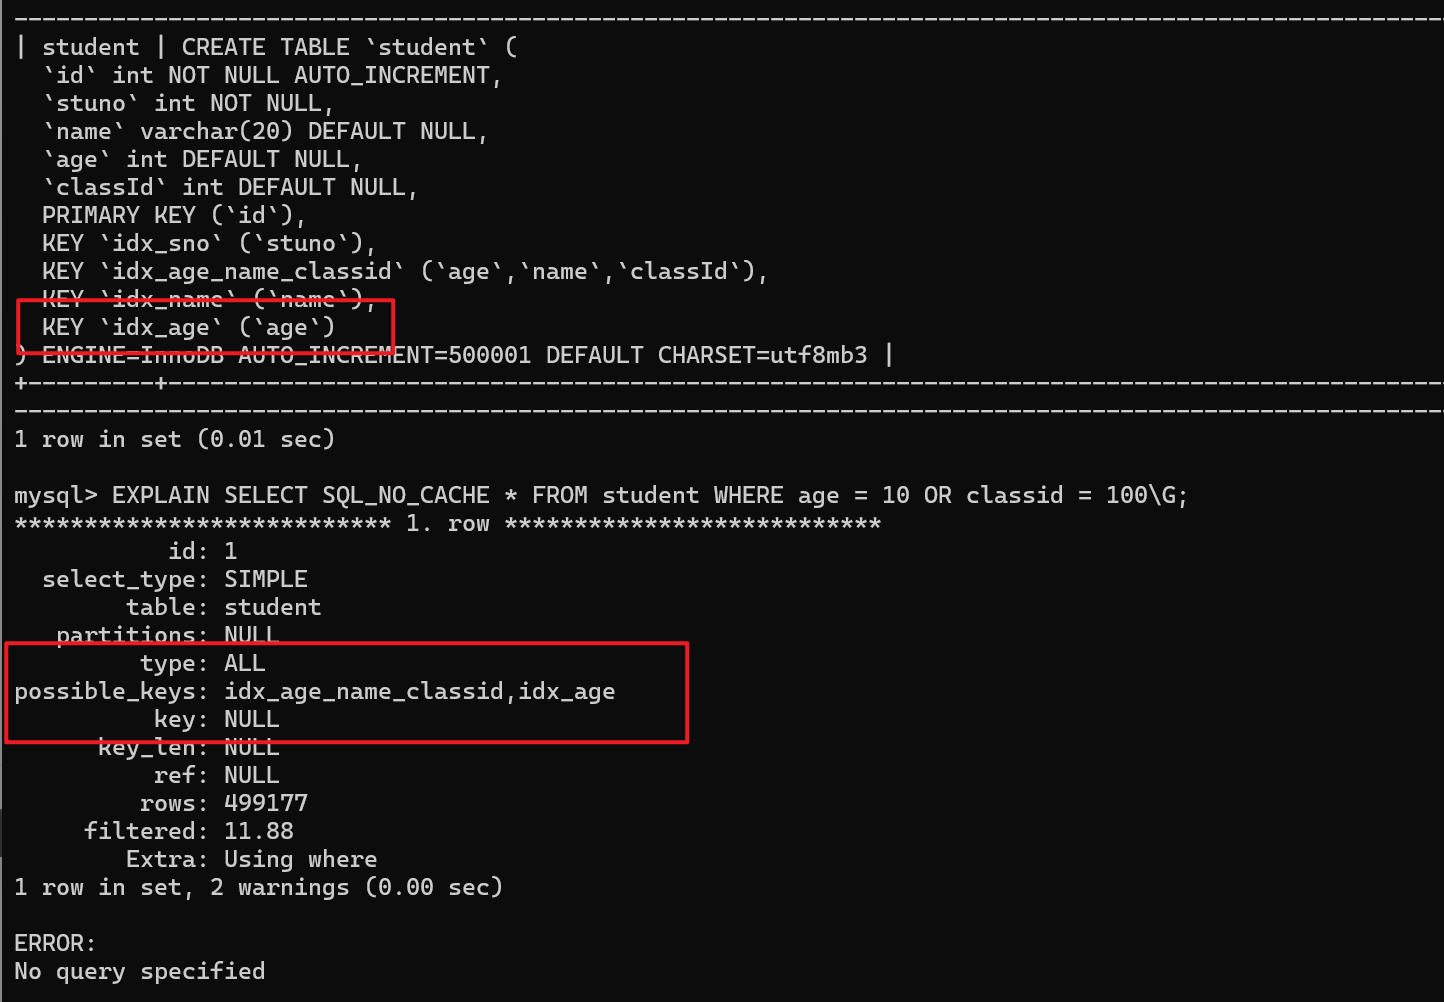 | student | CREATE TABLE `student` (
  `id` int NOT NULL AUTO_INCREMENT,
  `stuno` int NOT NULL,
  `name` varchar(20) DEFAULT NULL,
  `age` int DEFAULT NULL,
  `classId` int DEFAULT NULL,
  PRIMARY KEY (`id`),
  KEY `idx_sno` (`stuno`),
  KEY `idx_age_name_classid` (`age`,`name`,`classId`),
  KEY `idx_name` (`name`),
  KEY `idx_age` (`age`)
) ENGINE=InnoDB AUTO_INCREMENT=500001 DEFAULT CHARSET=utf8mb3 |
1 row in set (0.01 sec)
mysql> EXPLAIN SELECT SQL_NO_CACHE * FROM student WHERE age = 10 OR classid = 100\G;
*************************** 1. row ***************************
           id: 1
  select_type: SIMPLE
        table: student
   partitions: NULL
         type: ALL
possible_keys: idx_age_name_classid,idx_age
          key: NULL
      key_len: NULL
          ref: NULL
         rows: 499177
     filtered: 11.88
        Extra: Using where
1 row in set, 2 warnings (0.00 sec)
ERROR:
No query specified